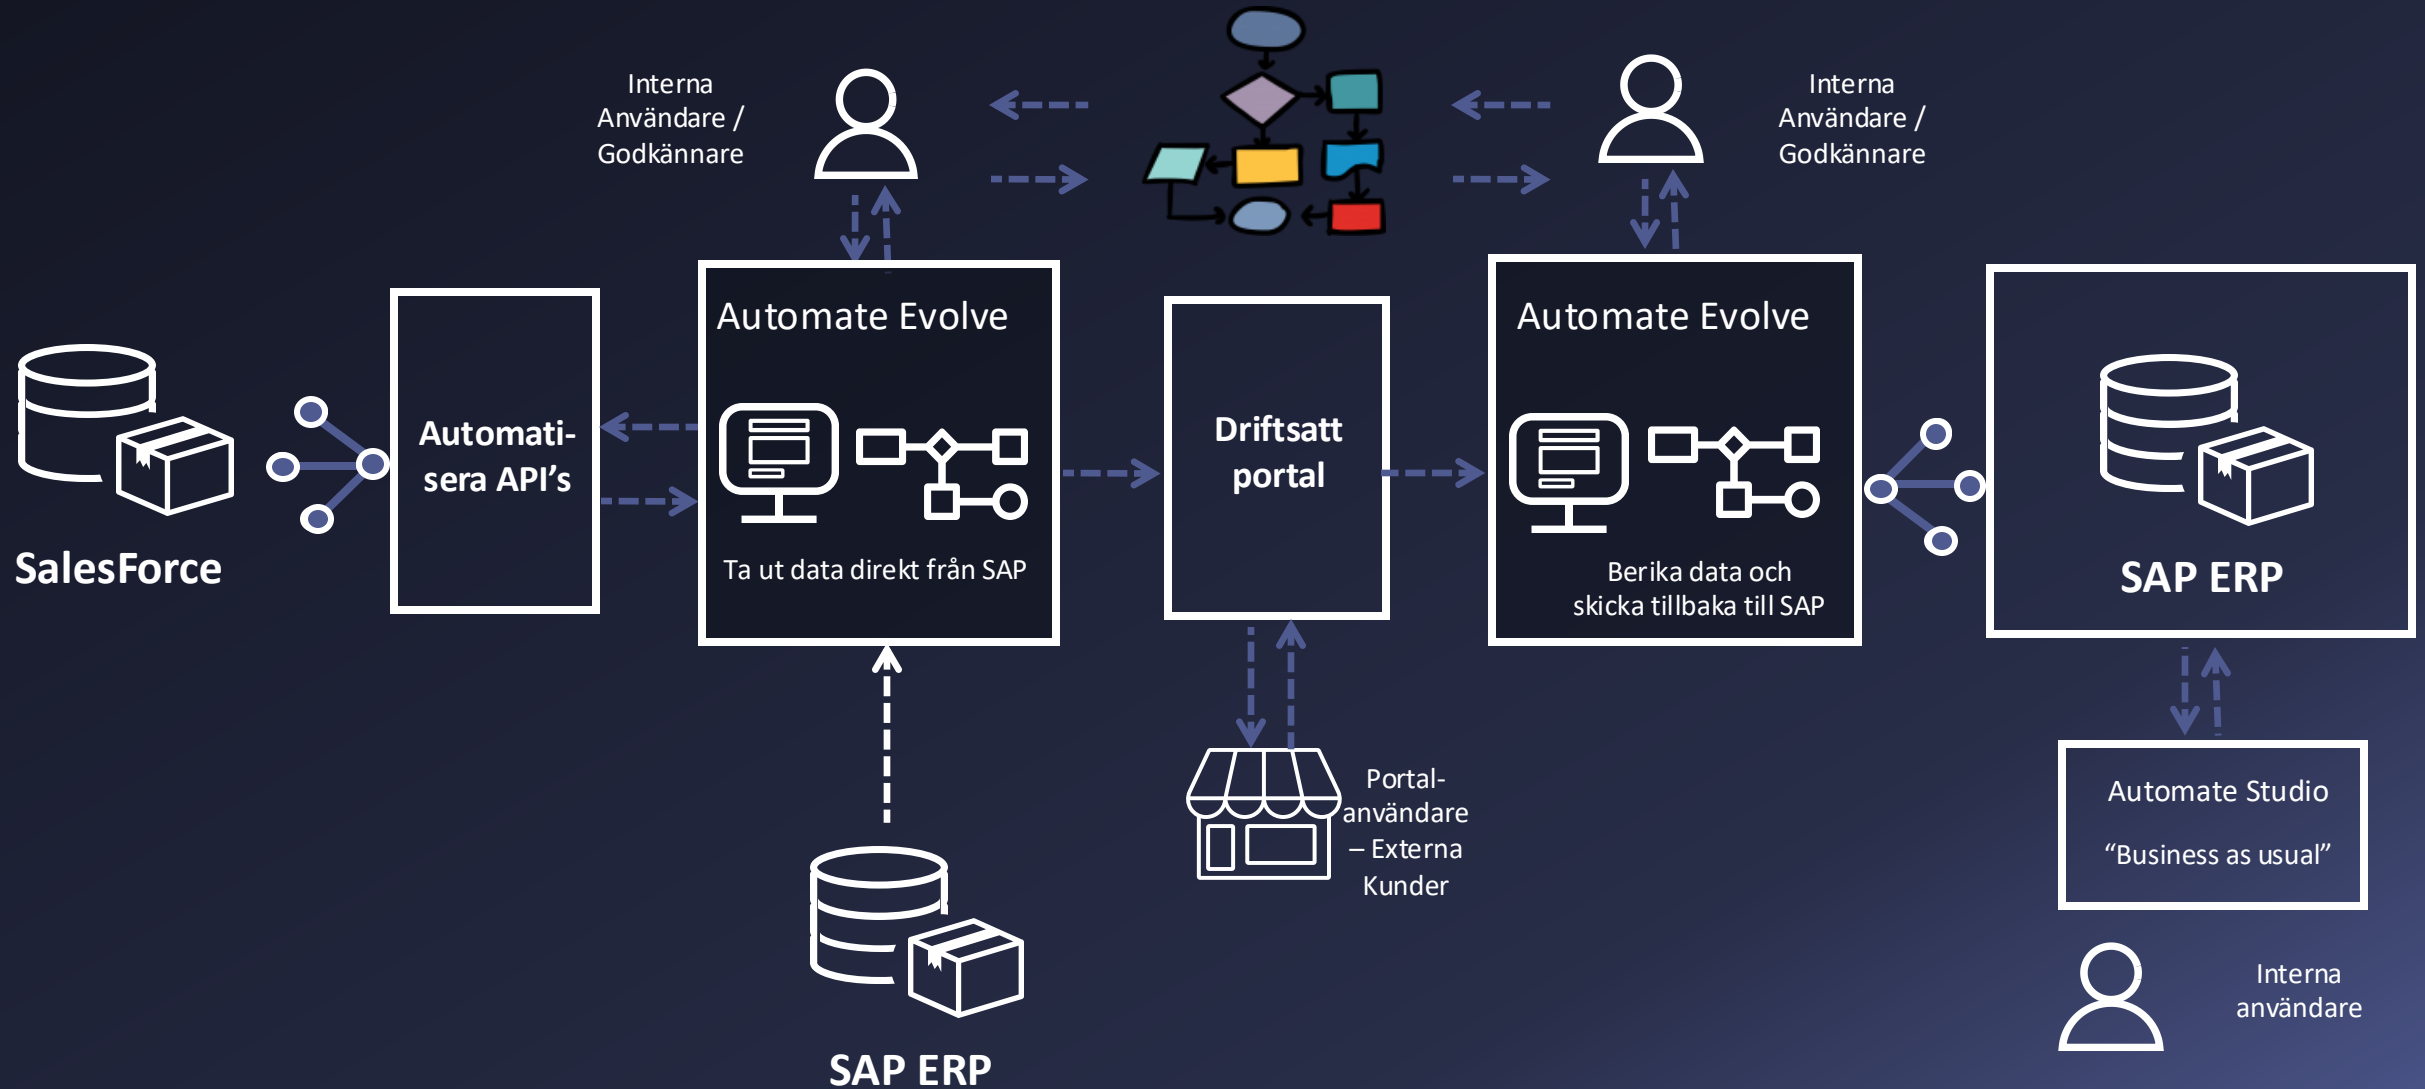 Interna
Användare /
Godkännare
Interna
Användare /
Godkännare
SalesForce
Automati-
sera API’s
Automate Evolve
Ta ut data direkt från SAP
Driftsatt
portal
Automate Evolve
Berika data och
skicka tillbaka till SAP
SAP ERP
Portal-
användare
– Externa
Kunder
Automate Studio
“Business as usual”
Interna
användare
SAP ERP